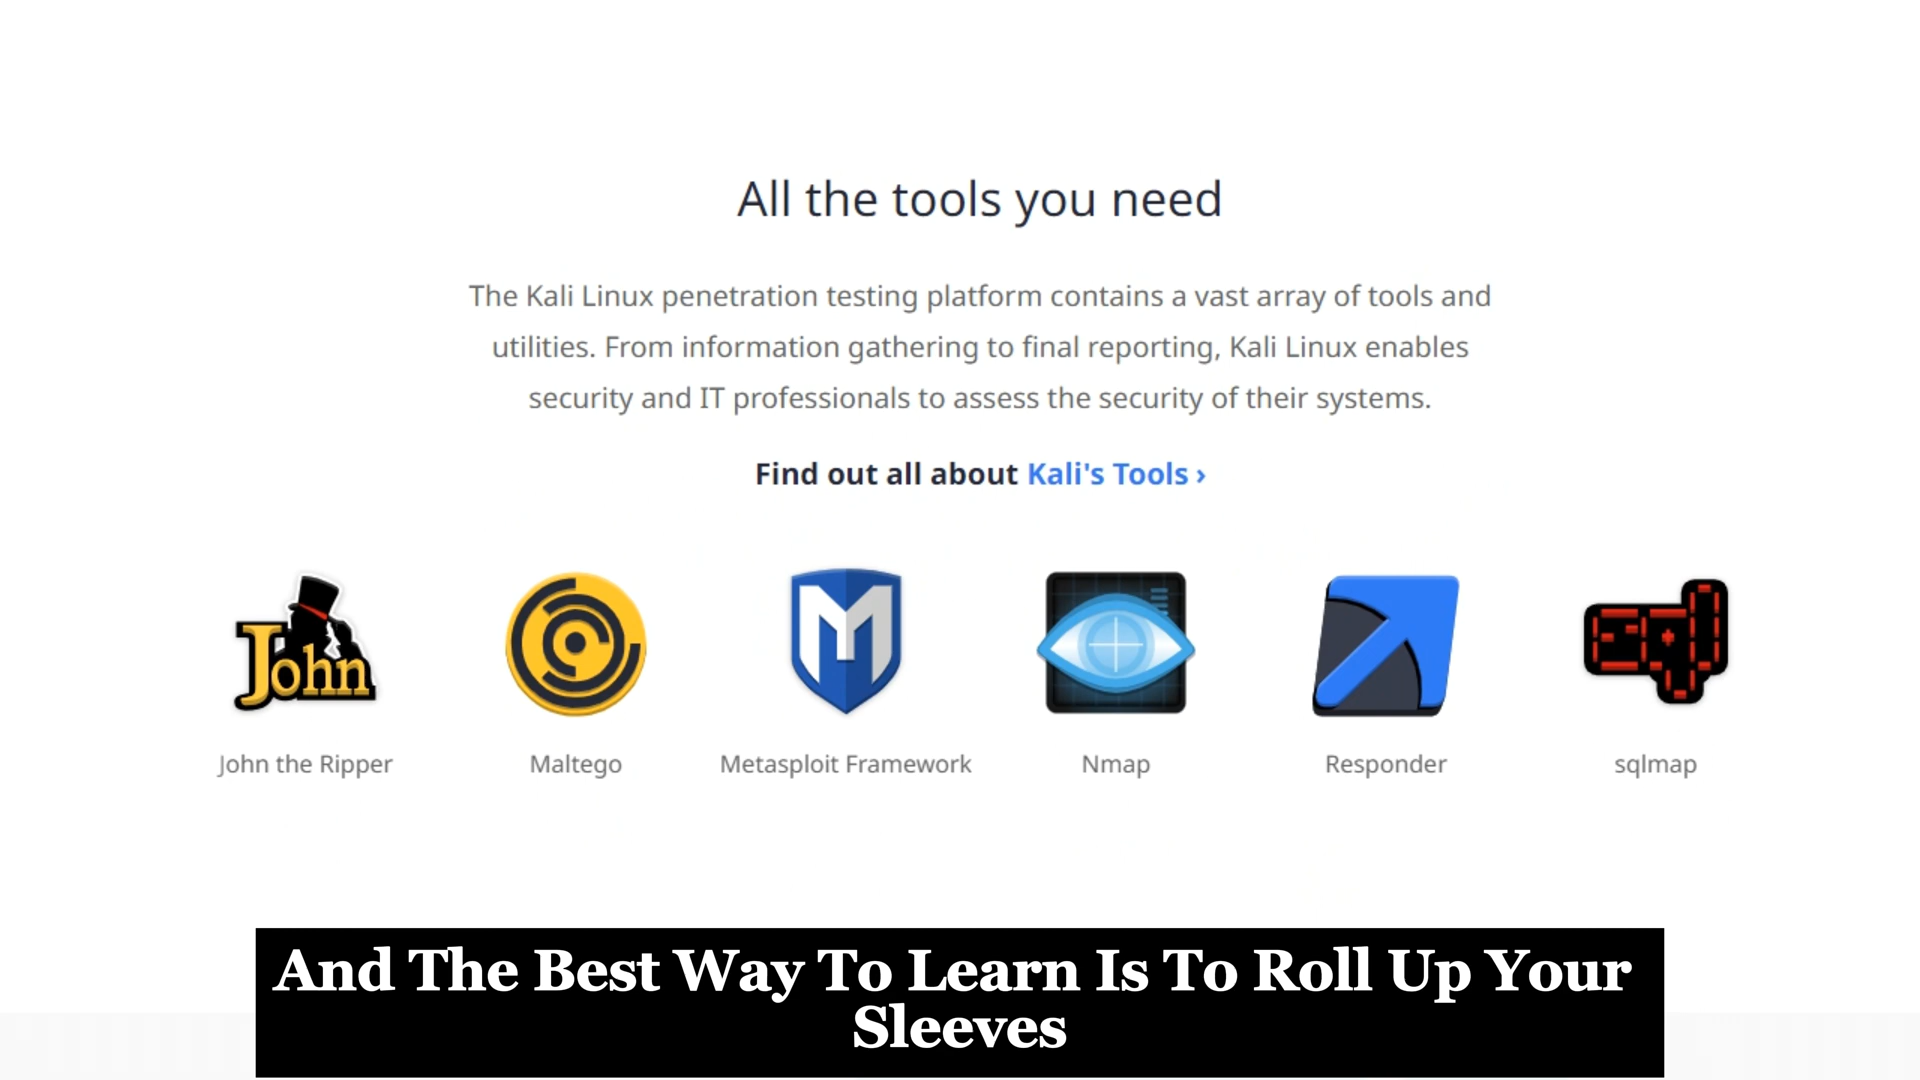 All the tools you need
The Kali Linux penetration testing platform contains a vast array of tools and
utilities. From information gathering to final reporting, Kali Linux enables
security and IT professionals to assess the security of their systems.
Find out all about Kali's Tools ›
John
sql
John the Ripper
Maltego
Metasploit Framework
Nmap
Responder
sqlmap
And The Best Way To Learn Is To Roll Up Your
Sleeves